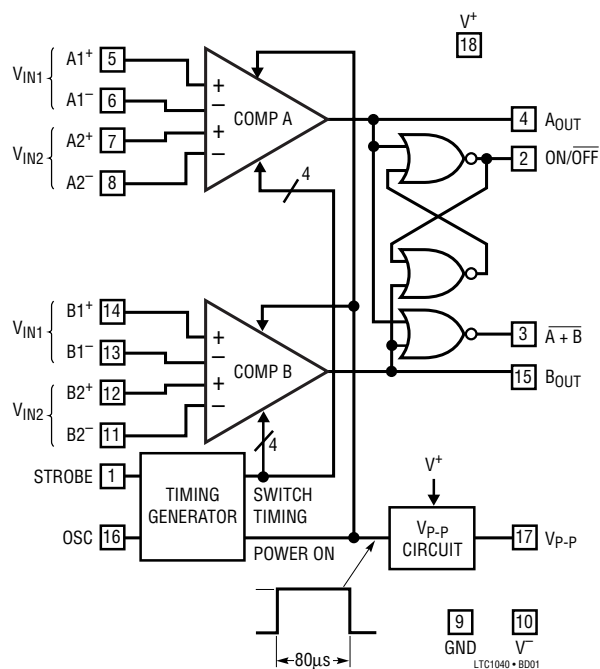 V+
18
VIN1
A1+
5
A1−
6
VIN2
A2+
7
A2−
8
+
−
+
−
COMP A
4
4
AOUT
2
ON/O̅F̅F̅
VIN1
B1+
14
B1−
13
VIN2
B2+
12
B2−
11
+
−
+
−
COMP B
4
3
A̅ ̅+̅ ̅B̅
15
BOUT
STROBE
1
OSC
16
TIMING
GENERATOR
SWITCH
TIMING
POWER ON
V+
VP-P
CIRCUIT
17
VP-P
80µs
9
GND
10
V−
LTC1040 • BD01